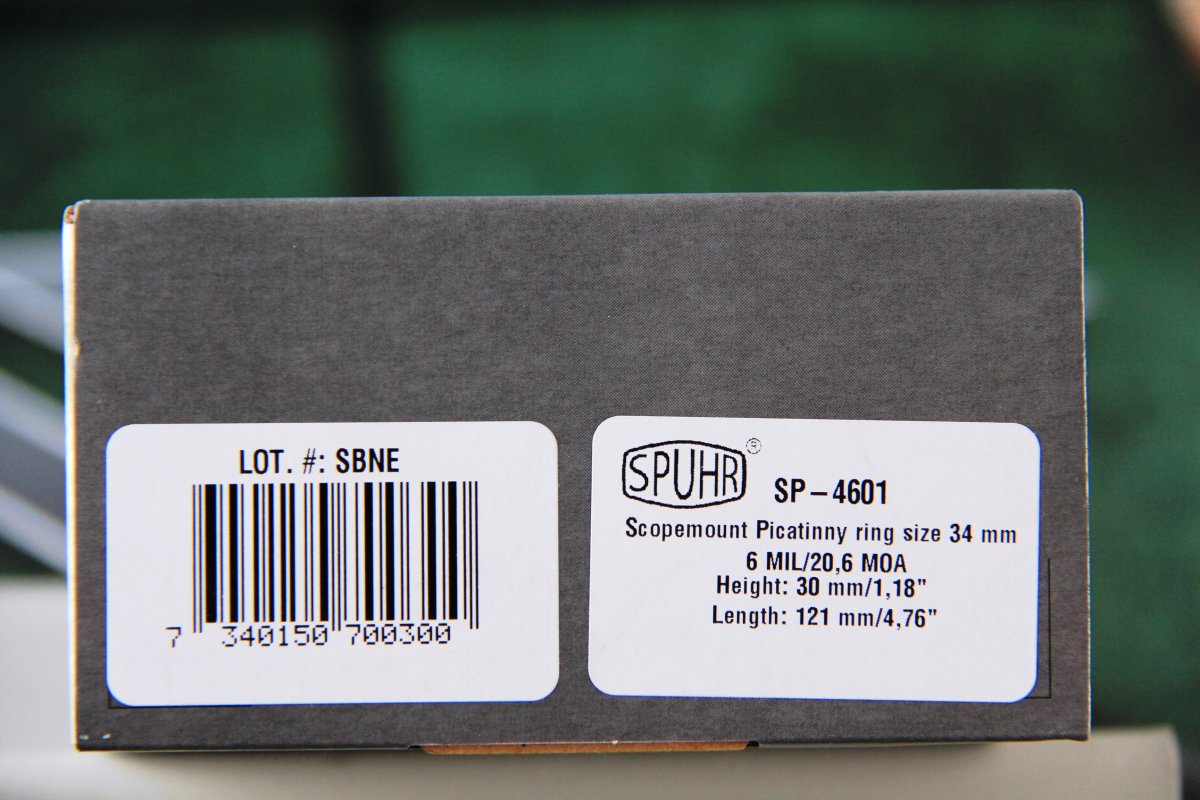 LOT. #: SBNE
7 340150 700300
SPUHR
SP-4601
Scopemount Picatinny ring size 34 mm
6 MIL/20,6 MOA
Height: 30 mm/1,18"
Length: 121 mm/4,76"